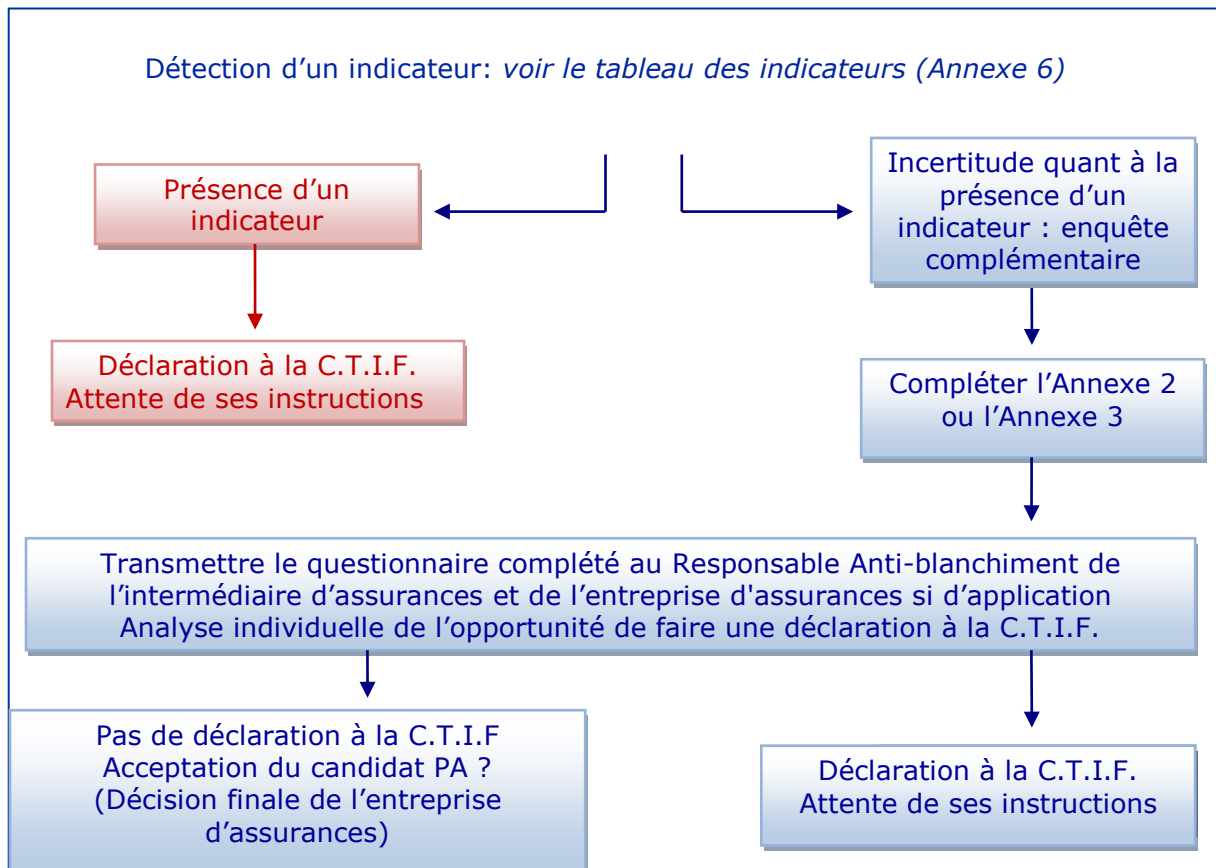 Détection d’un indicateur: voir le tableau des indicateurs (Annexe 6)
Présence d’un
indicateur
Incertitude quant à la
présence d’un
indicateur : enquête
complémentaire
Déclaration à la C.T.I.F.
Attente de ses instructions
Compléter l’Annexe 2
ou l’Annexe 3
Transmettre le questionnaire complété au Responsable Anti-blanchiment de
l’intermédiaire d’assurances et de l’entreprise d'assurances si d’application
Analyse individuelle de l’opportunité de faire une déclaration à la C.T.I.F.
Pas de déclaration à la C.T.I.F
Acceptation du candidat PA ?
(Décision finale de l’entreprise
d’assurances)
Déclaration à la C.T.I.F.
Attente de ses instructions